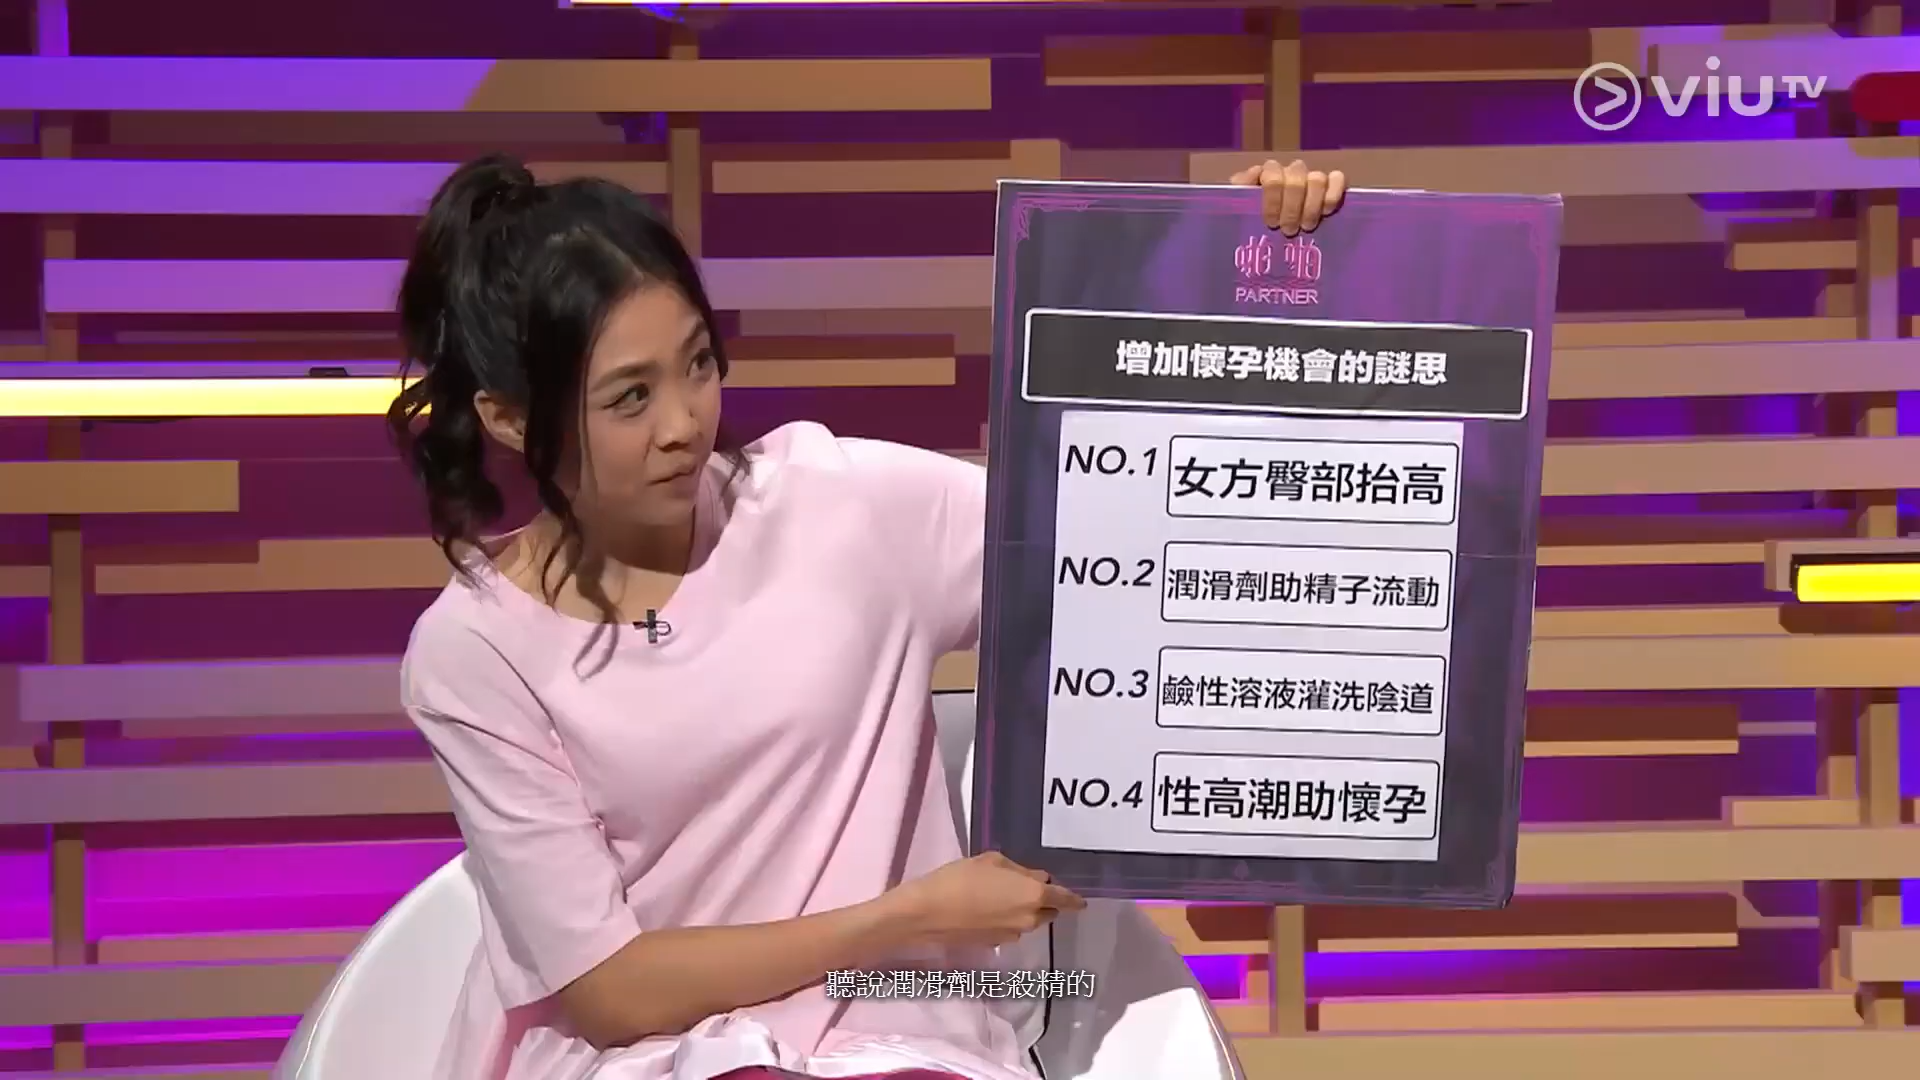 viuTV
啪啪
PARTNER
增加懷孕機會的謎思
NO.1 女方臀部抬高
NO.2 潤滑劑助精子流動
NO.3 鹼性溶液灌洗陰道
NO.4 性高潮助懷孕
聽說潤滑劑是殺精的